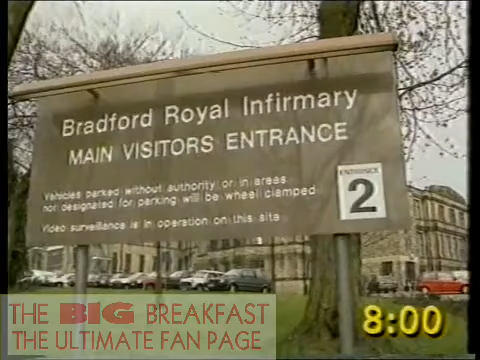 Bradford Royal Infirmary
MAIN VISITORS ENTRANCE
Vehicles parked without authority or in areas
not designated for parking will be wheel clamped
Video surveillance is in operation on this site
ENTRANCE
2
THE BIG BREAKFAST
THE ULTIMATE FAN PAGE
8:00